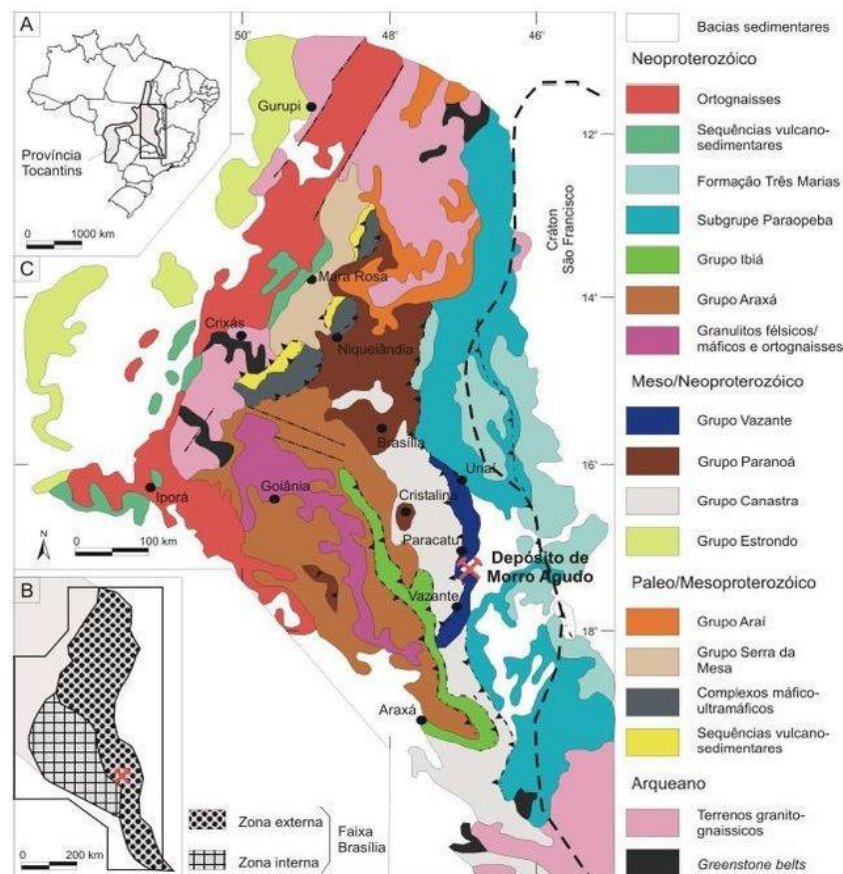 A
Província
Tocantins
0 1000 km
C
50°
48°
46°
12°
14°
16°
18°
Gurupi
Cráton
São Francisco
Mara Rosa
Crixás
Niquelândia
Brasília
Unaí
Iporá
Goiânia
Cristalina
Paracatu
Depósito de
Morro Agudo
Vazante
Araxá
N
0 100 km
B
0 200 km
Zona externa
Zona interna
Faixa
Brasília
Bacias sedimentares
Neoproterozóico
Ortognaisses
Sequências vulcano-
sedimentares
Formação Três Marias
Subgrupe Paraopeba
Grupo Ibiá
Grupo Araxá
Granulitos félsicos/
máficos e ortognaisses
Meso/Neoproterozóico
Grupo Vazante
Grupo Paranoá
Grupo Canastra
Grupo Estrondo
Paleo/Mesoproterozóico
Grupo Araí
Grupo Serra da
Mesa
Complexos máfico-
ultramáficos
Sequências vulcano-
sedimentares
Arqueano
Terrenos granito-
gnaissicos
Greenstone belts